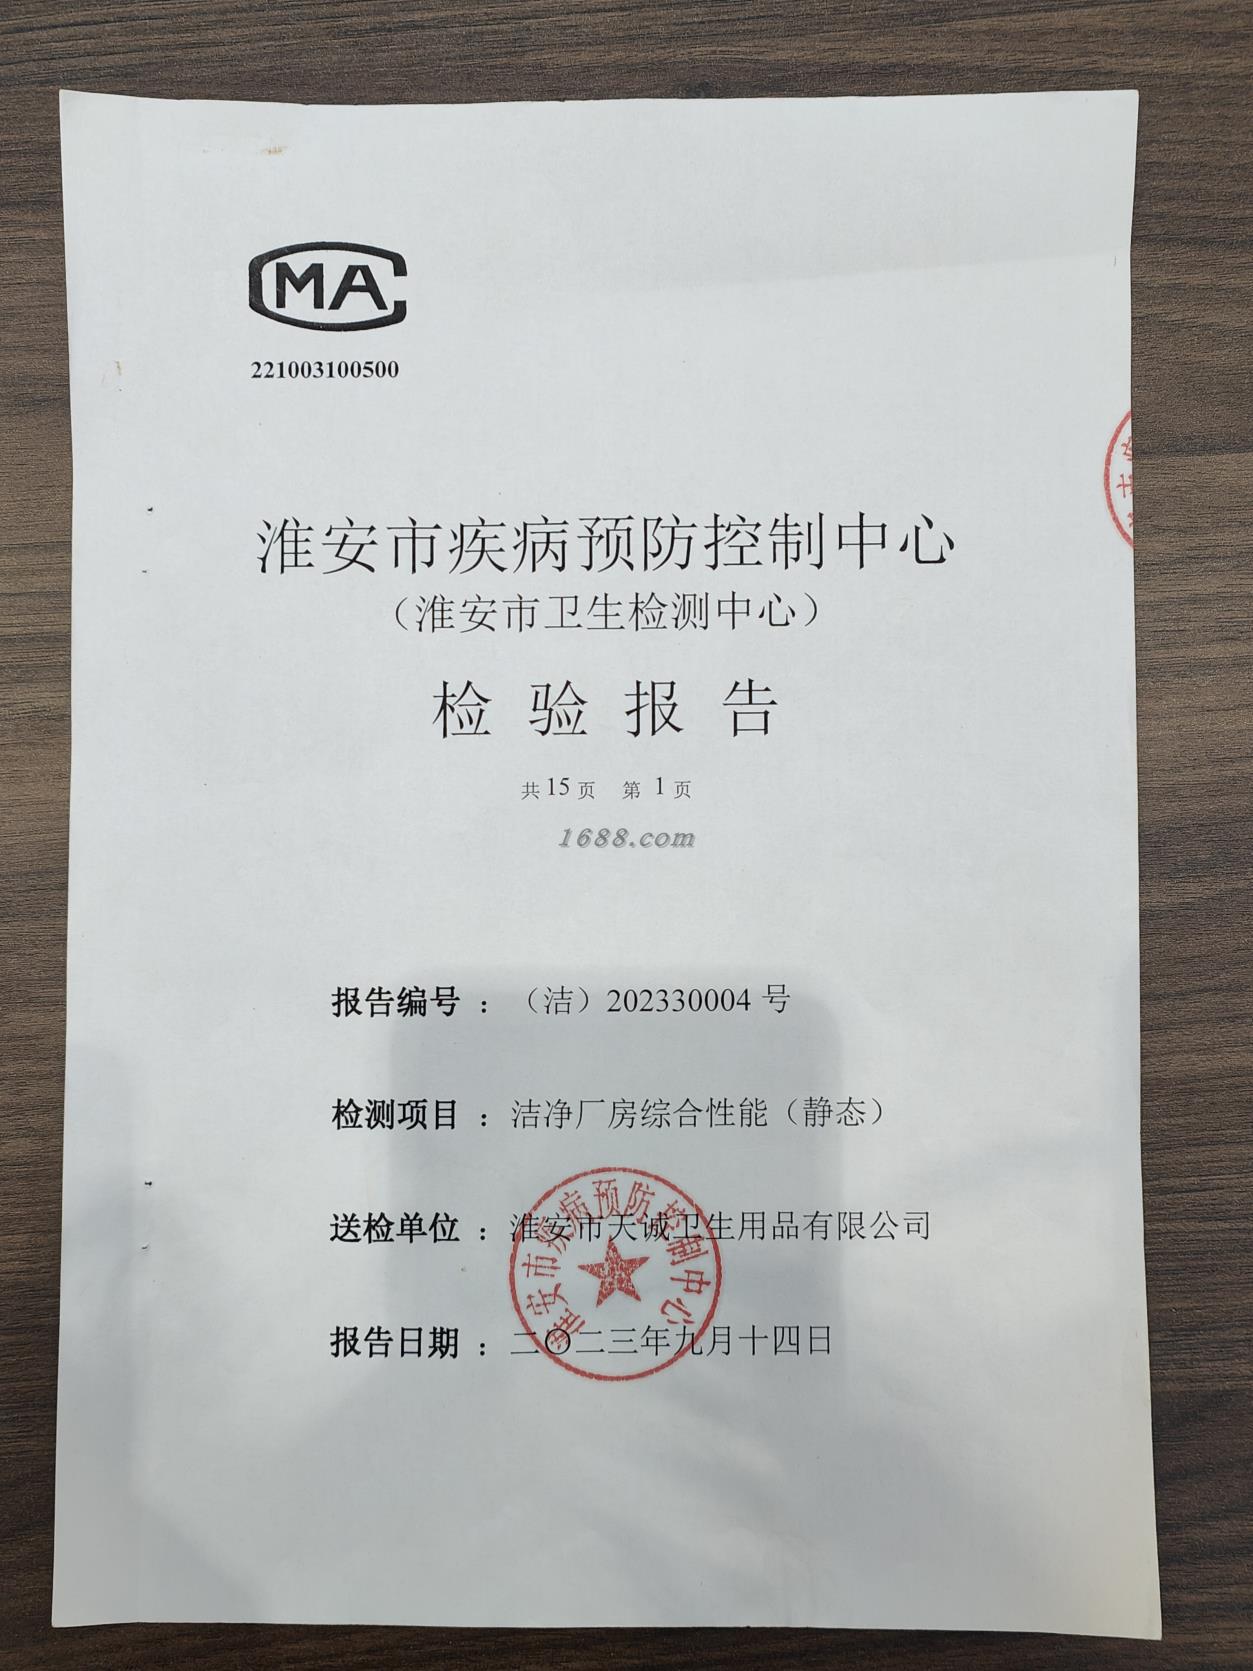 CMA
221003100500
淮安市疾病预防控制中心
（淮安市卫生检测中心）
检 验 报 告
共 15 页 第 1 页
1688.com
报告编号 ： （洁）202330004 号
检测项目 ： 洁净厂房综合性能（静态）
送检单位 ： 淮安市天诚卫生用品有限公司
报告日期 ： 二〇二三年九月十四日
淮安市疾病预防控制中心